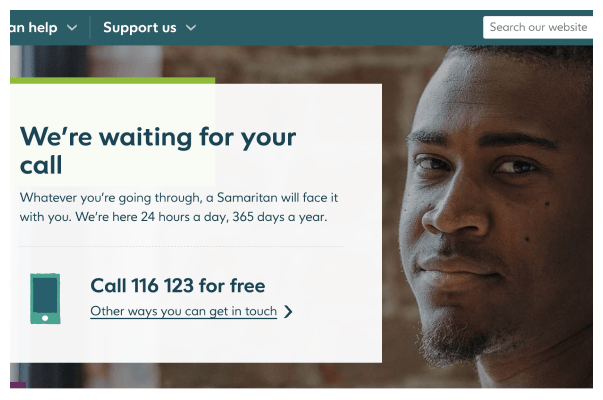 an help
Support us
Search our website
We're waiting for your
call
Whatever you're going through, a Samaritan will face it
with you. We're here 24 hours a day, 365 days a year.
Call 116 123 for free
Other ways you can get in touch